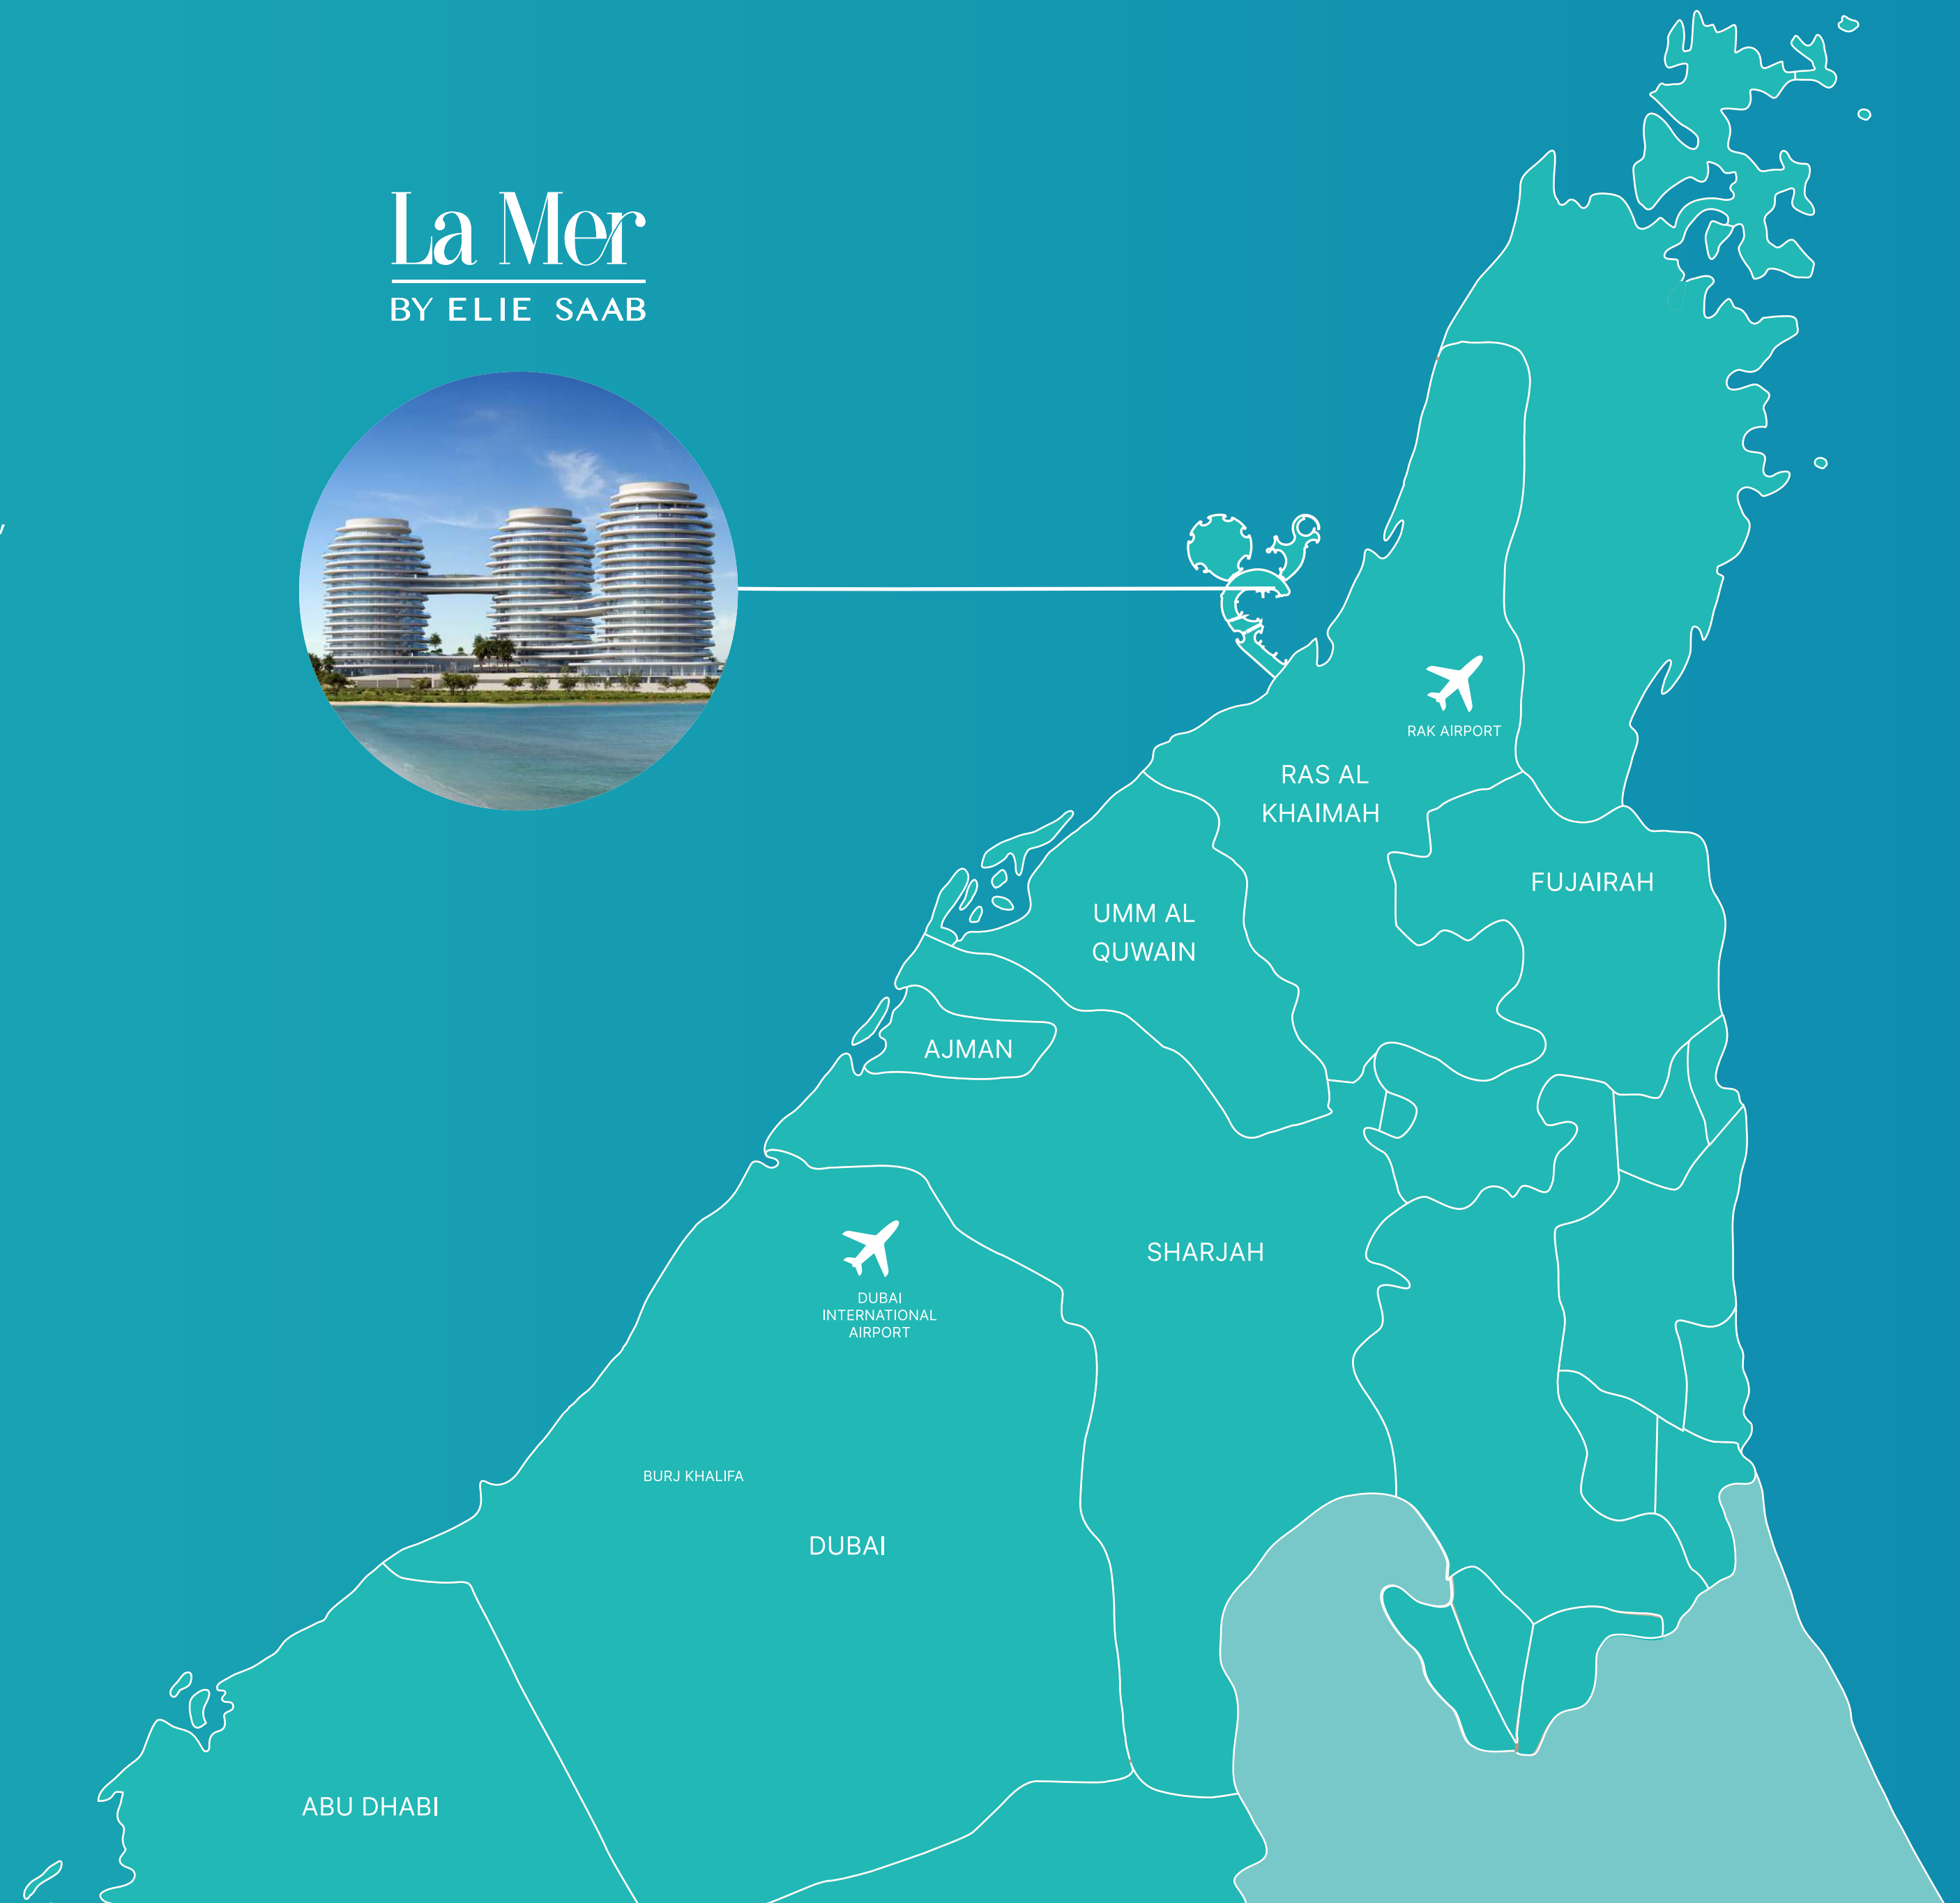 La Mer
BY ELIE SAAB
RAK AIRPORT
RAS AL
KHAIMAH
FUJAIRAH
UMM AL
QUWAIN
AJMAN
SHARJAH
DUBAI
INTERNATIONAL
AIRPORT
BURJ KHALIFA
DUBAI
ABU DHABI